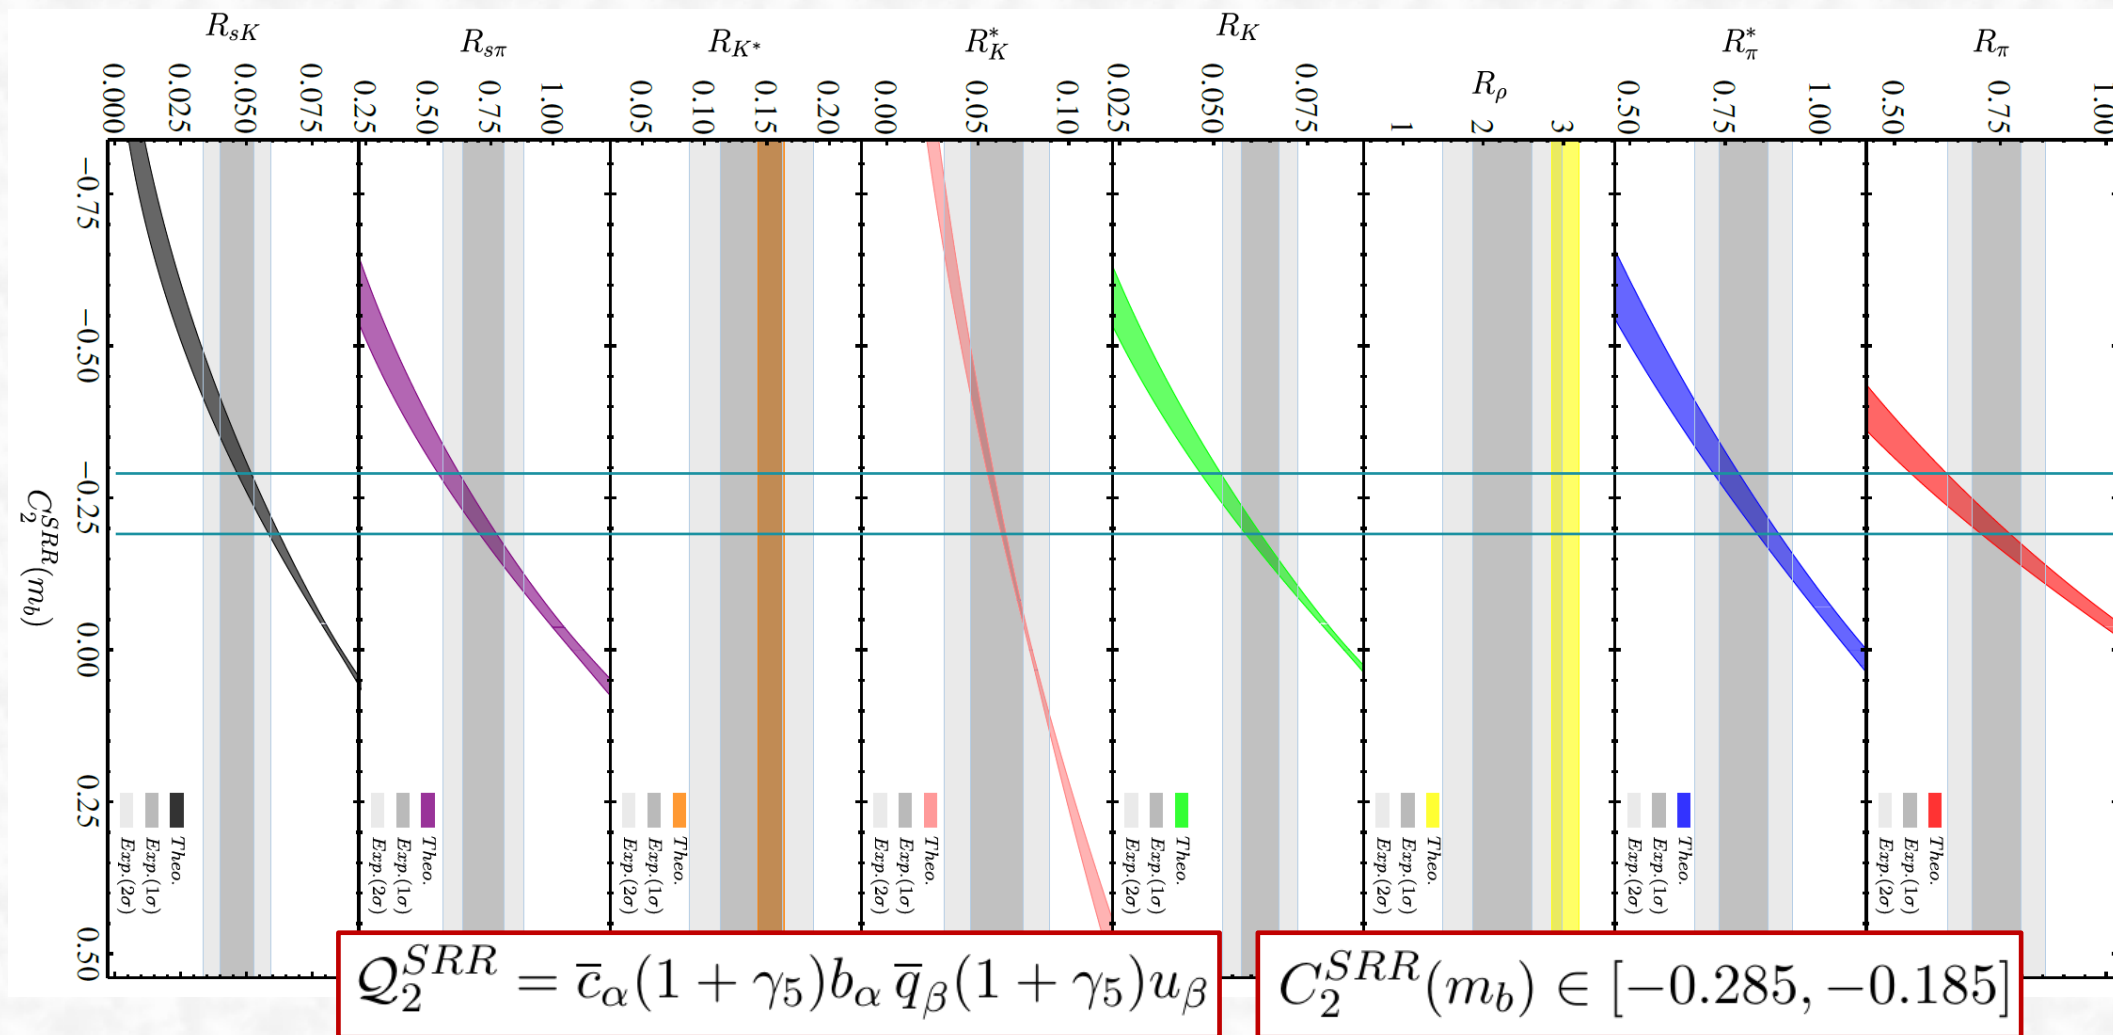 R_{sK}
0.000 0.025 0.050 0.075
R_{sπ}
0.25 0.50 0.75 1.00
R_{K*}
0.05 0.10 0.15 0.20
R_K^*
0.00 0.05 0.10
R_K
0.025 0.050 0.075
R_ρ
1 2 3
R_π^*
0.50 0.75 1.00
R_π
0.50 0.75 1.00
−0.75 −0.50 −0.25 0.00 0.25 0.50
C_2^{SRR}(m_b)
Theo.
Exp.(1σ)
Exp.(2σ)
Theo.
Exp.(1σ)
Exp.(2σ)
Theo.
Exp.(1σ)
Exp.(2σ)
Theo.
Exp.(1σ)
Exp.(2σ)
Theo.
Exp.(1σ)
Exp.(2σ)
Theo.
Exp.(1σ)
Exp.(2σ)
Theo.
Exp.(1σ)
Exp.(2σ)
Theo.
Exp.(1σ)
Exp.(2σ)
𝒬_2^{SRR} = c̅_α(1 + γ_5)b_α q̅_β(1 + γ_5)u_β
C_2^{SRR}(m_b) ∈ [−0.285, −0.185]